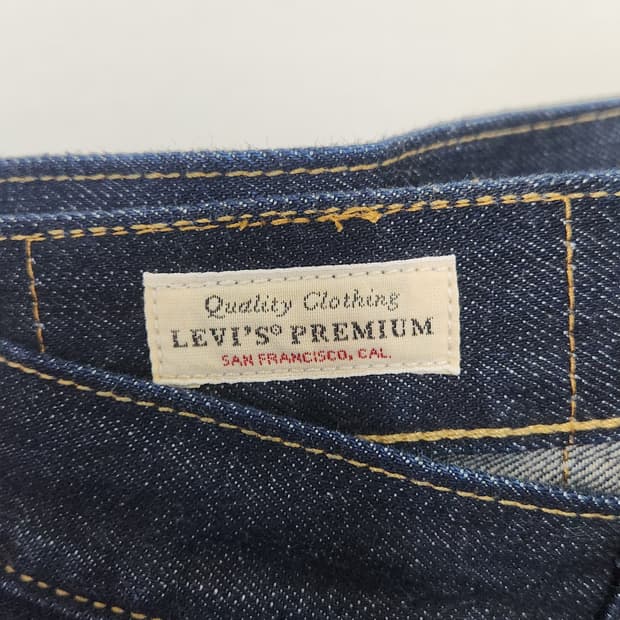 Quality Clothing
LEVI'S® PREMIUM
SAN FRANCISCO, CAL.